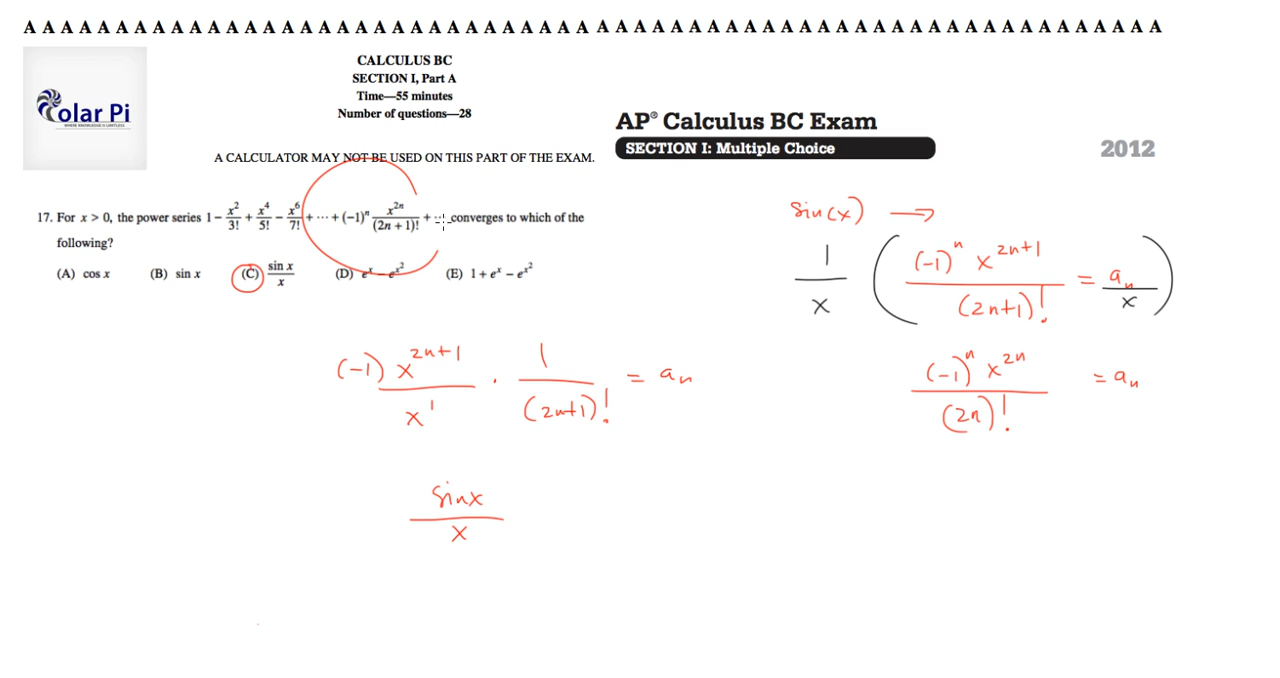 A A A A A A A A A A A A A A A A A A A A A A A A A A A A A A A A A A A A A A A A A A A A A A A A A A A A A A A A A A A A A A
olar Pi
CALCULUS BC
SECTION I, Part A
Time—55 minutes
Number of questions—28
AP® Calculus BC Exam
SECTION I: Multiple Choice 2012
A CALCULATOR MAY NOT BE USED ON THIS PART OF THE EXAM.
17. For x > 0, the power series 1 − x²/3! + x⁴/5! − x⁶/7! + ··· + (−1)ⁿ x²ⁿ/(2n + 1)! + ··· converges to which of the
following?
(A) cos x (B) sin x (C) sin x/x (D) eˣ − eˣ² (E) 1 + eˣ − eˣ²
sin(x) →
1/x ( (-1)ⁿ x²ⁿ⁺¹/(2n+1)! = aₙ/x )
(-1) x²ⁿ⁺¹/x¹ · 1/(2n+1)! = aₙ
(-1)ⁿ x²ⁿ/(2n)! = aₙ
sinx/x